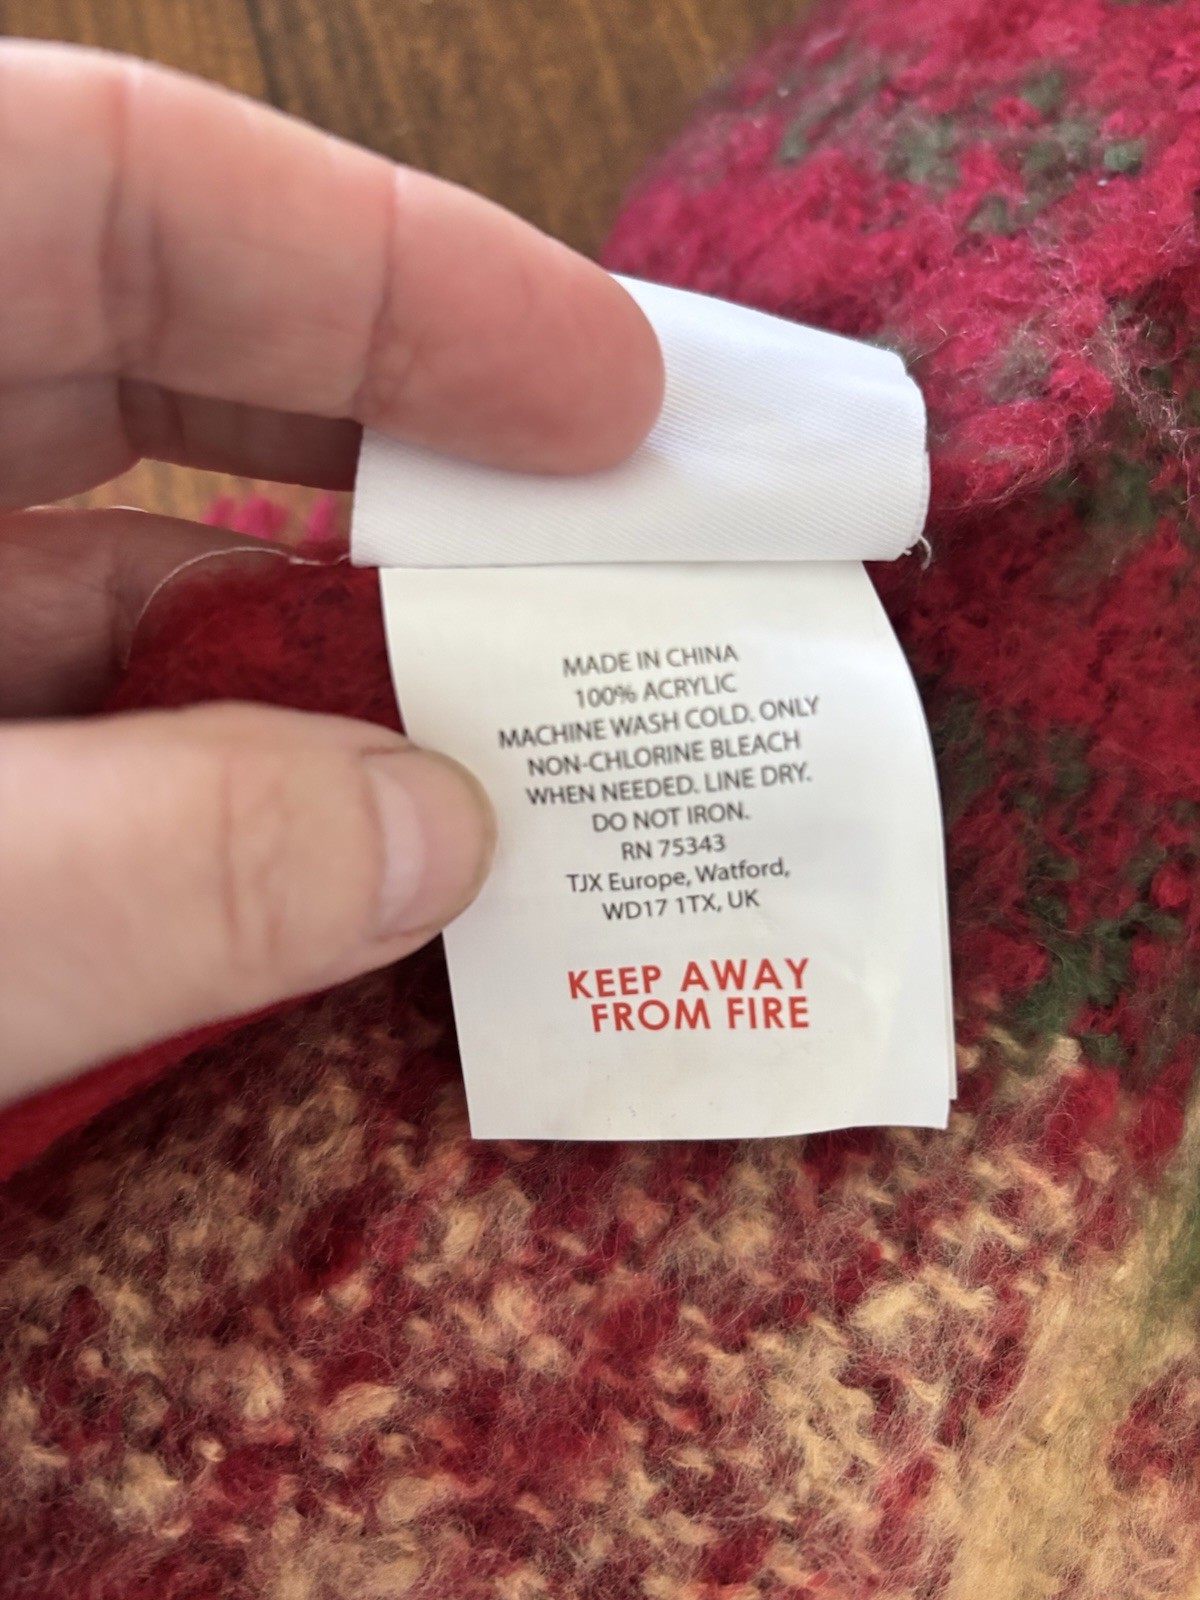 MADE IN CHINA
100% ACRYLIC
MACHINE WASH COLD. ONLY
NON-CHLORINE BLEACH
WHEN NEEDED. LINE DRY.
DO NOT IRON.
RN 75343
TJX Europe, Watford,
WD17 1TX, UK
KEEP AWAY
FROM FIRE